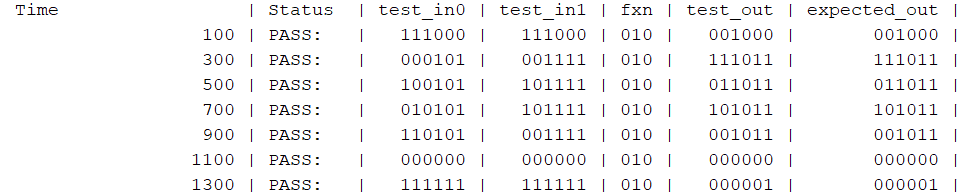 Time | Status | test_in0 | test_in1 | fxn | test_out | expected_out |
100 | PASS: | 111000 | 111000 | 010 | 001000 | 001000 |
300 | PASS: | 000101 | 001111 | 010 | 111011 | 111011 |
500 | PASS: | 100101 | 101111 | 010 | 011011 | 011011 |
700 | PASS: | 010101 | 101111 | 010 | 101011 | 101011 |
900 | PASS: | 110101 | 001111 | 010 | 001011 | 001011 |
1100 | PASS: | 000000 | 000000 | 010 | 000000 | 000000 |
1300 | PASS: | 111111 | 111111 | 010 | 000001 | 000001 |